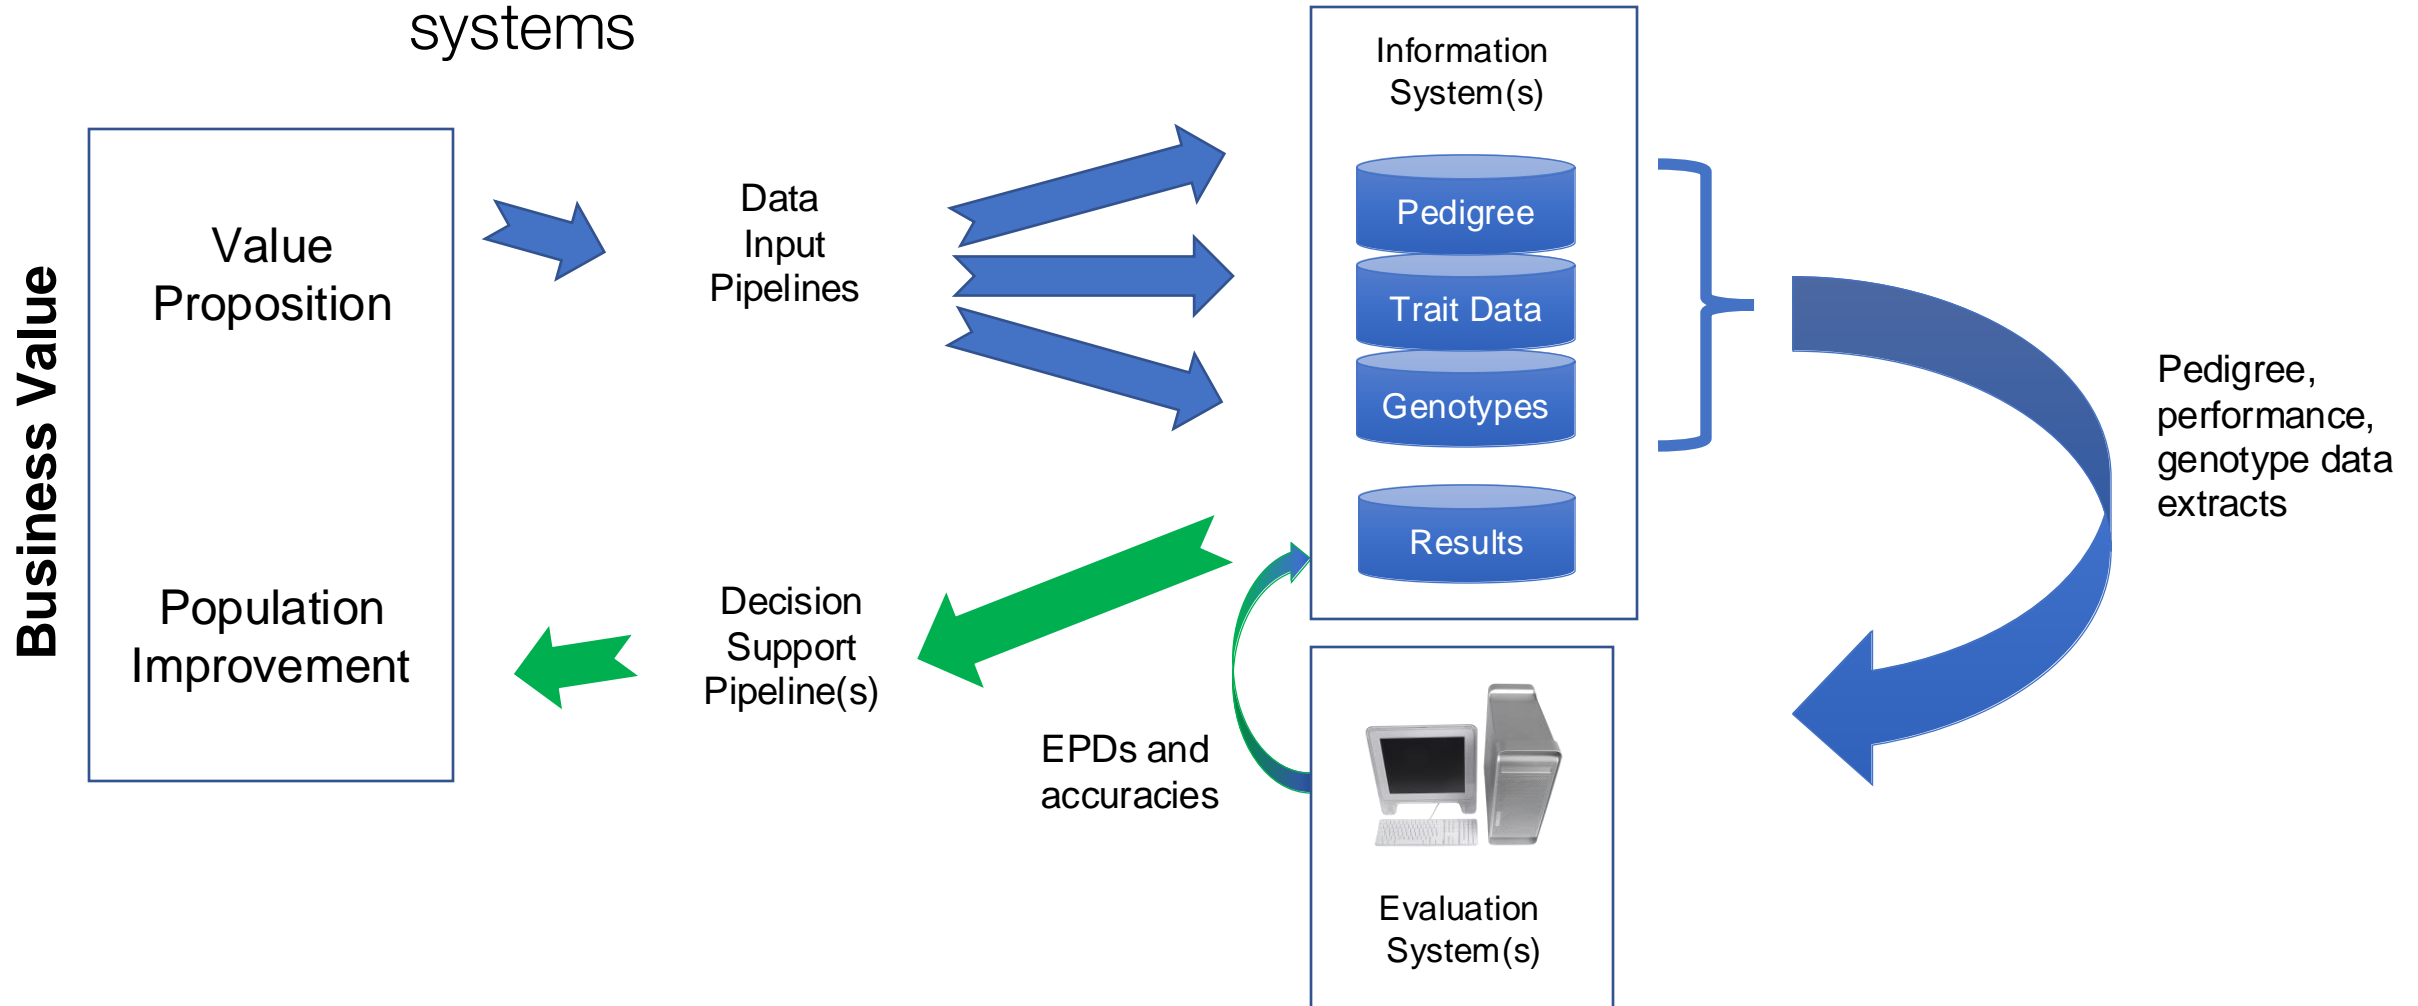 systems
Business Value
Value
Proposition
Population
Improvement
Data
Input
Pipelines
Decision
Support
Pipeline(s)
EPDs and
accuracies
Information
System(s)
Pedigree
Trait Data
Genotypes
Results
Evaluation
System(s)
Pedigree,
performance,
genotype data
extracts